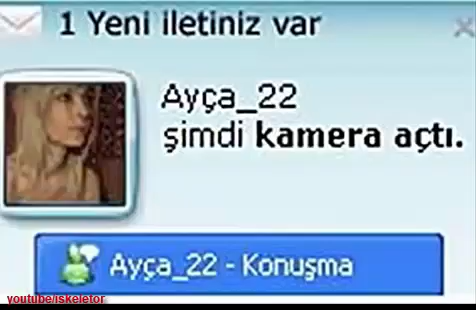 1 Yeni iletiniz var
Ayça_22
şimdi kamera açtı.
Ayça_22 - Konuşma
youtube/iskeletor